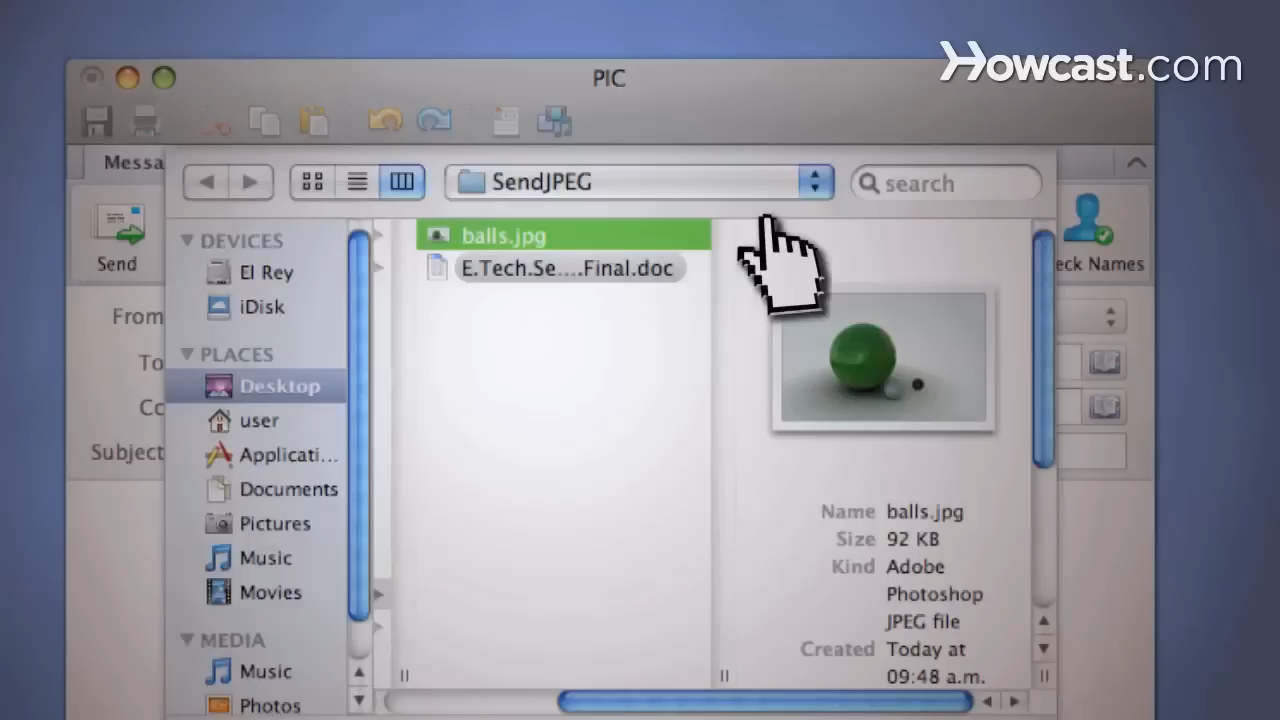 Howcast.com
PIC
Messa
SendJPEG
search
Send
eck Names
From
To
Cc
Subject
DEVICES
El Rey
iDisk
PLACES
Desktop
user
Applicati...
Documents
Pictures
Music
Movies
MEDIA
Music
Photos
balls.jpg
E.Tech.Se....Final.doc
Name balls.jpg
Size 92 KB
Kind Adobe
Photoshop
JPEG file
Created Today at
09:48 a.m.